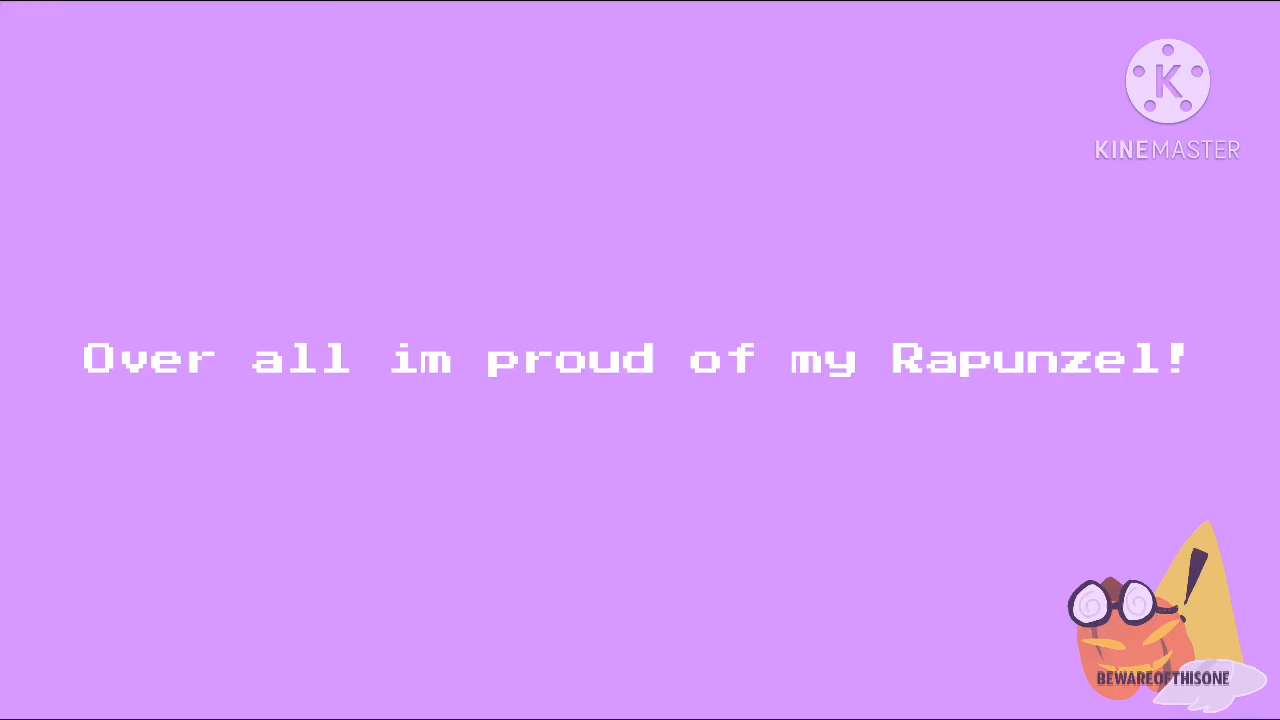 K
KINEMASTER
Over all im proud of my Rapunzel!
!
BEWAREOFTHISONE